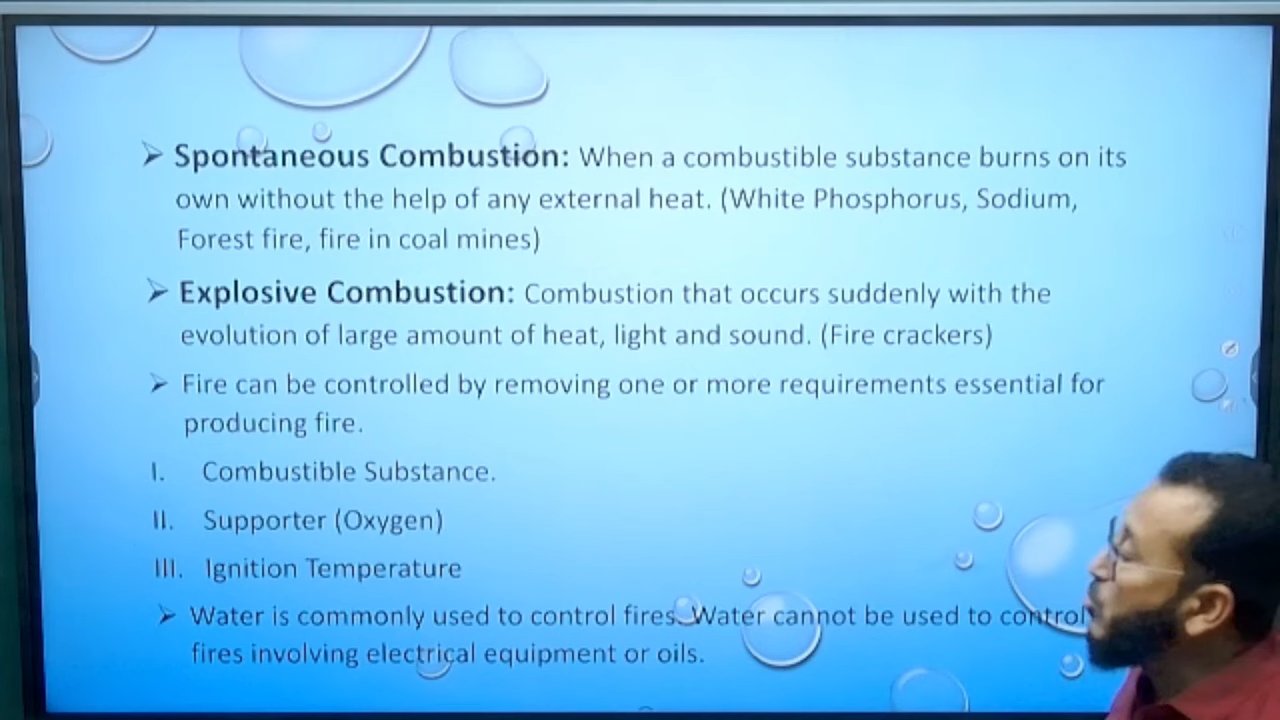 ➢ Spontaneous Combustion: When a combustible substance burns on its
own without the help of any external heat. (White Phosphorus, Sodium,
Forest fire, fire in coal mines)
➢ Explosive Combustion: Combustion that occurs suddenly with the
evolution of large amount of heat, light and sound. (Fire crackers)
➢ Fire can be controlled by removing one or more requirements essential for
producing fire.
I. Combustible Substance.
II. Supporter (Oxygen)
III. Ignition Temperature
➢ Water is commonly used to control fires. Water cannot be used to control
fires involving electrical equipment or oils.